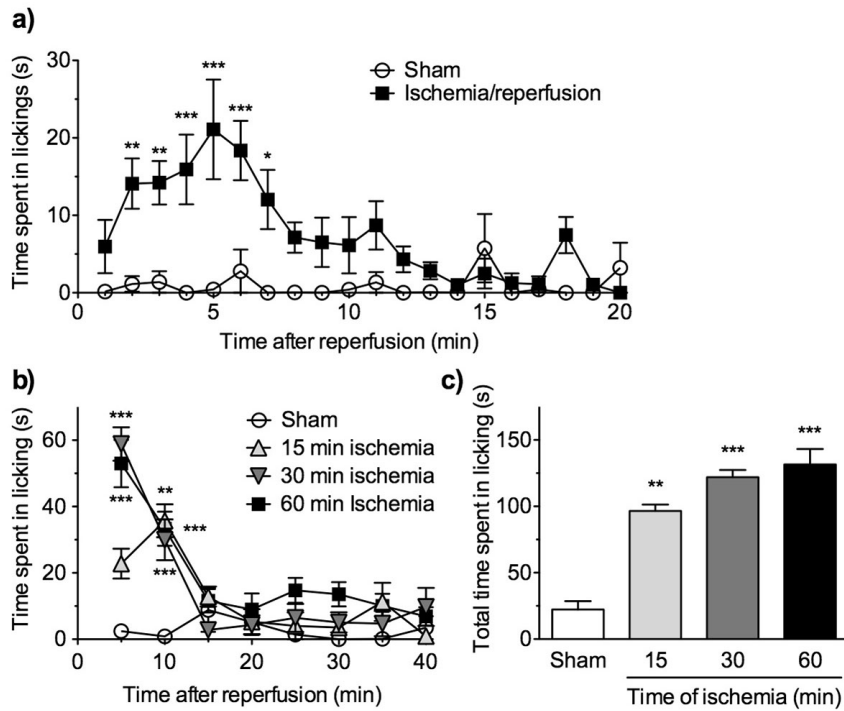 a)
Time spent in lickings (s)
30
20
10
0
***
***
***
**
**
*
Sham
Ischemia/reperfusion
0
5
10
15
20
Time after reperfusion (min)
b)
Time spent in licking (s)
60
40
20
0
***
***
**
***
***
Sham
15 min ischemia
30 min ischemia
60 min Ischemia
0
10
20
30
40
Time after reperfusion (min)
c)
Total time spent in licking (s)
150
100
50
0
**
***
***
Sham
15
30
60
Time of ischemia (min)